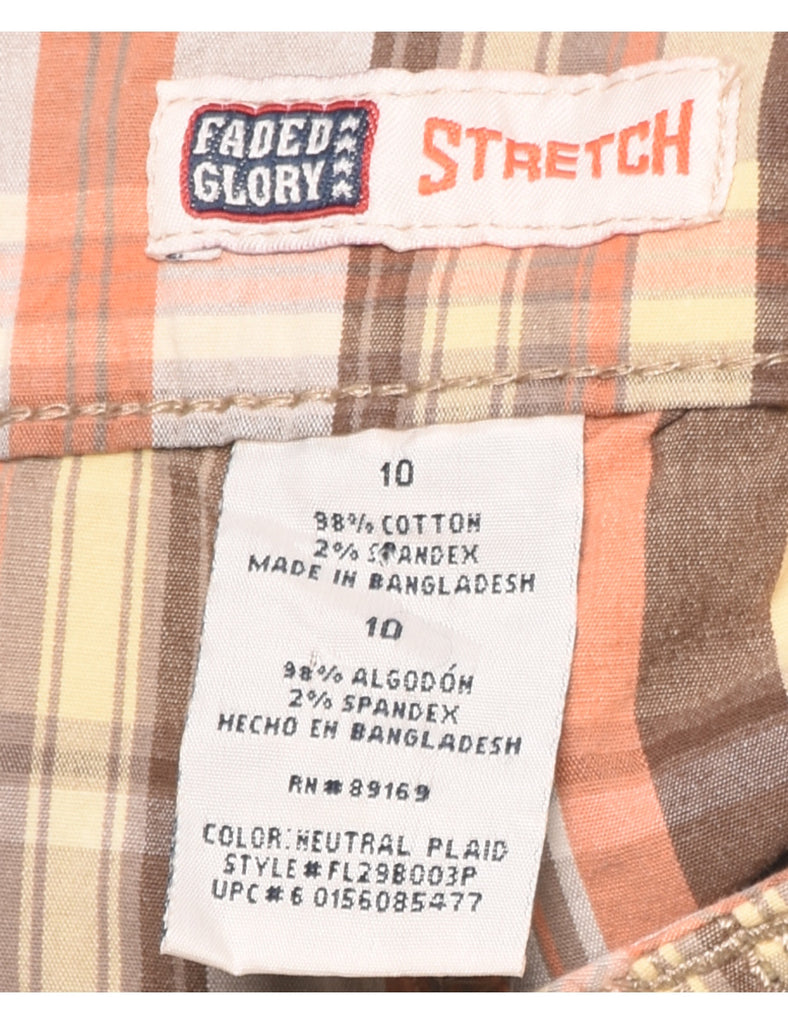 FADED
GLORY
STRETCH
10
98% COTTON
2% SPANDEX
MADE IN BANGLADESH
10
98% ALGODÓN
2% SPANDEX
HECHO EN BANGLADESH
RN#89169
COLOR:NEUTRAL PLAID
STYLE#FL29B003P
UPC#6 0156085477